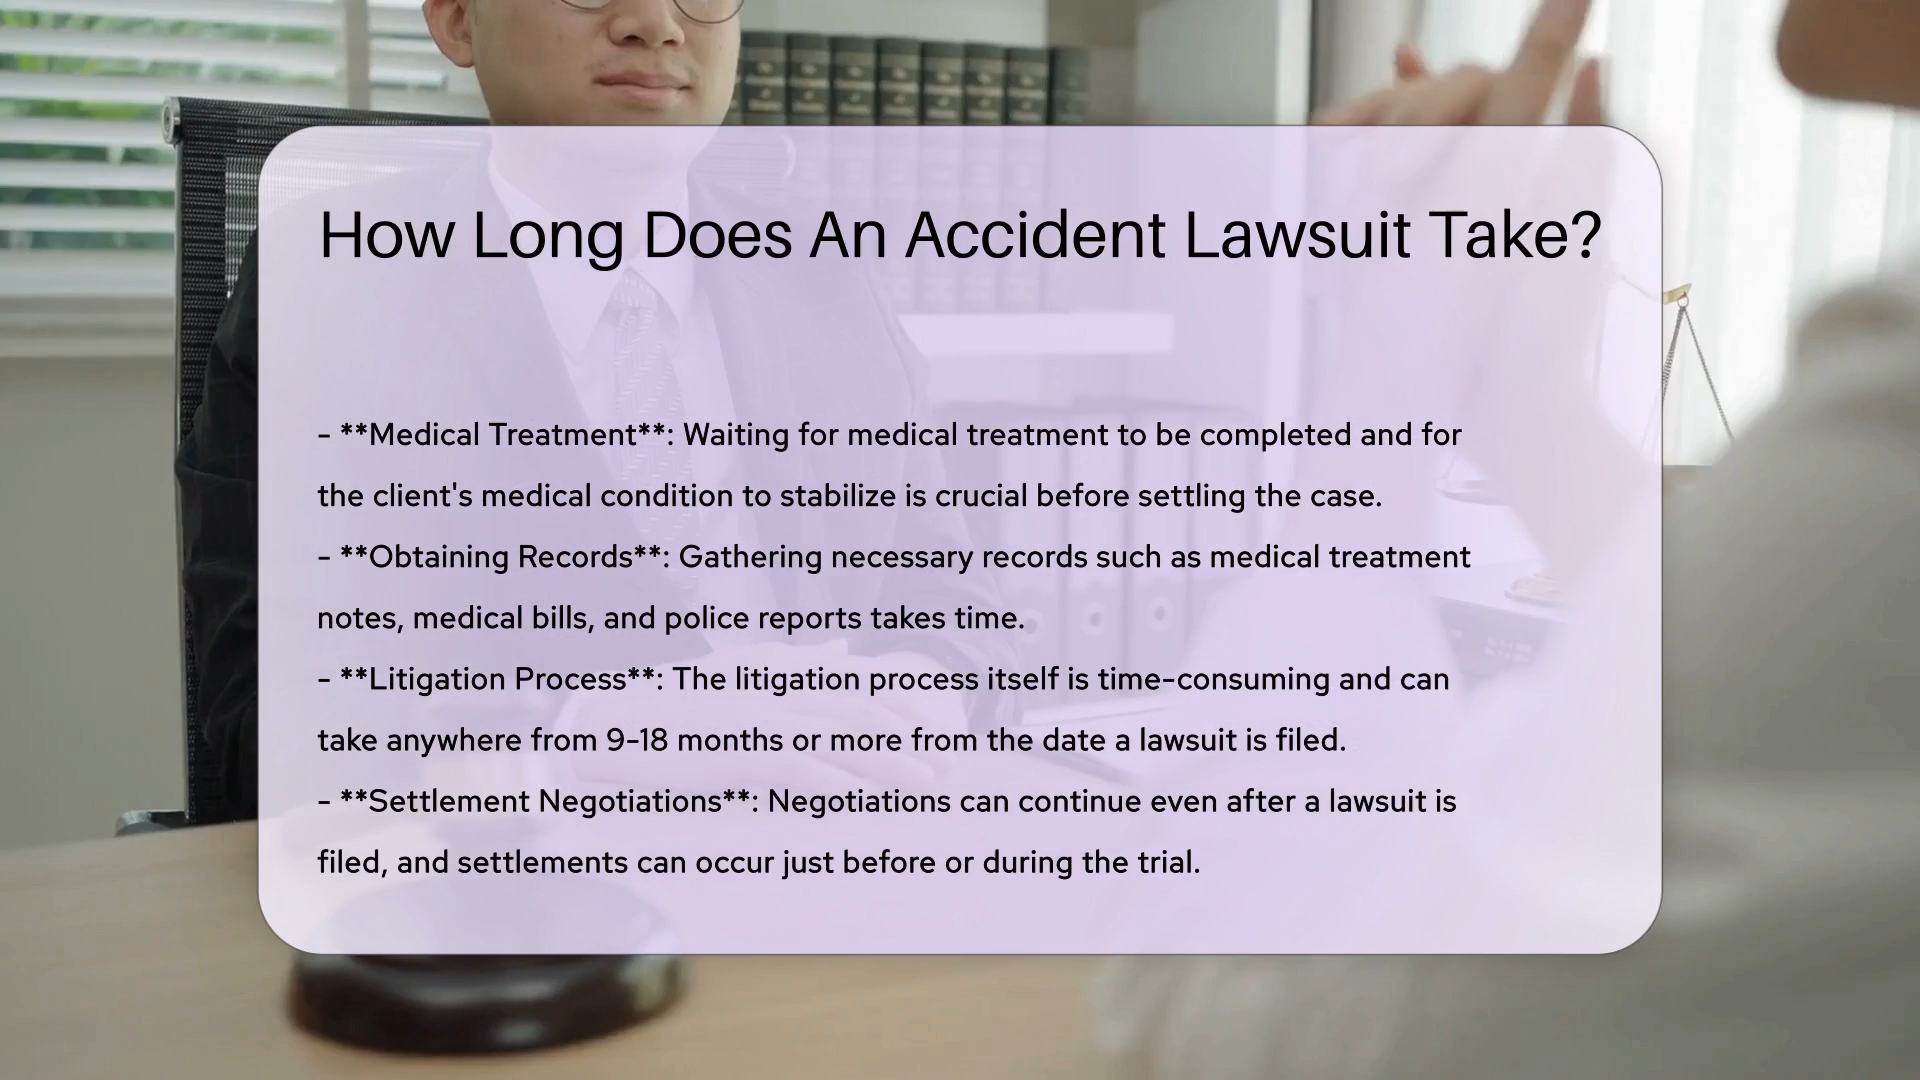 How Long Does An Accident Lawsuit Take?
- **Medical Treatment**: Waiting for medical treatment to be completed and for
the client's medical condition to stabilize is crucial before settling the case.
- **Obtaining Records**: Gathering necessary records such as medical treatment
notes, medical bills, and police reports takes time.
- **Litigation Process**: The litigation process itself is time-consuming and can
take anywhere from 9-18 months or more from the date a lawsuit is filed.
- **Settlement Negotiations**: Negotiations can continue even after a lawsuit is
filed, and settlements can occur just before or during the trial.